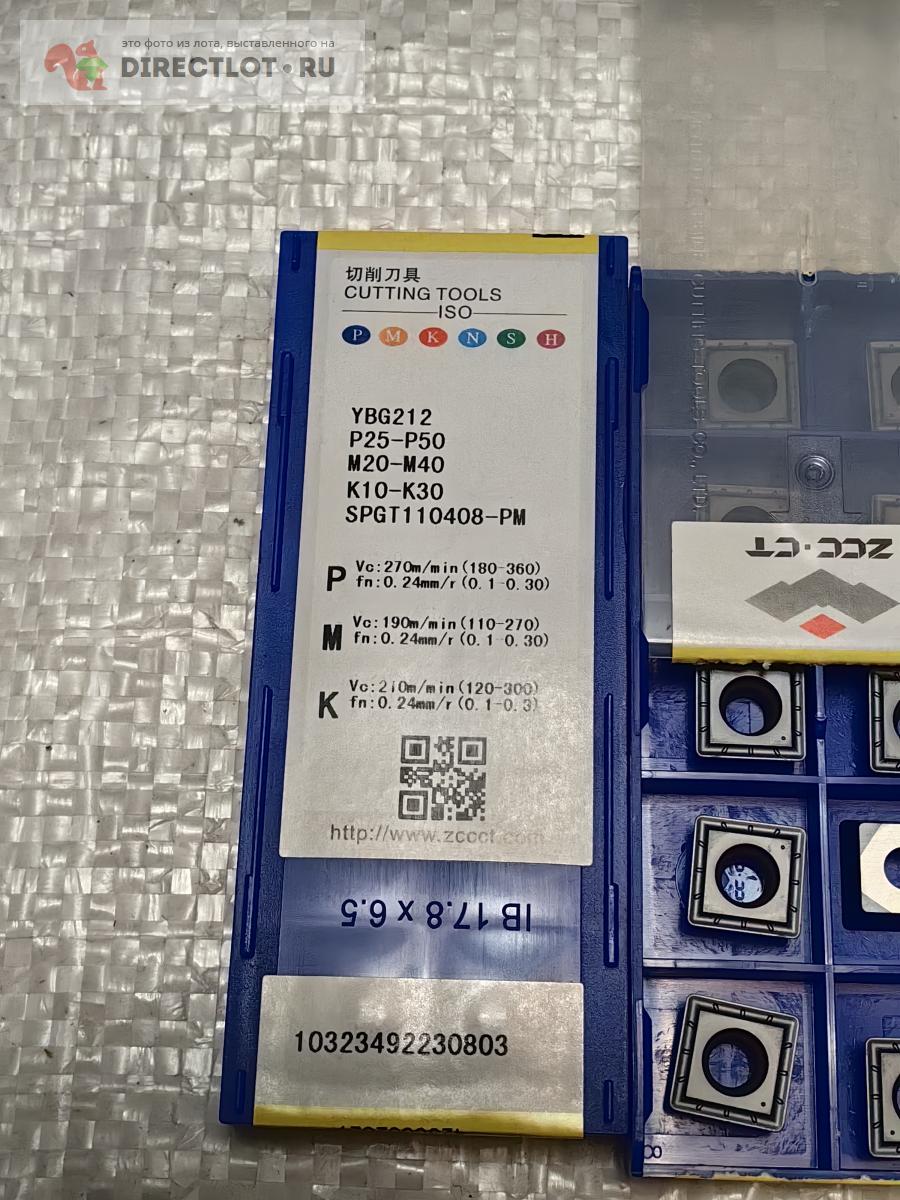 это фото из лота, выставленного на
DIRECTLOT.RU
切削刀具
CUTTING TOOLS
ISO
P M K N S H
YBG212
P25-P50
M20-M40
K10-K30
SPGT110408-PM
P
Vc:270m/min(180-360)
fn:0.24mm/r(0.1-0.30)
M
Vc:190m/min(110-270)
fn:0.24mm/r(0.1-0.30)
K
Vc:210m/min(120-300)
fn:0.24mm/r(0.1-0.3)
http://www.zccct.com
IB 17.8 x 6.5
10323492230803
ZCC·CT
CO., LTD
8